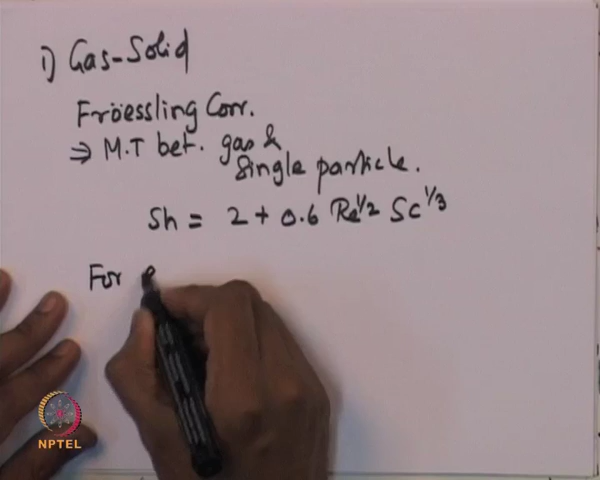 1) Gas-Solid
Fröessling Corr.
⇒ M.T bet. gas &
single particle.
Sh = 2 + 0.6 Re^1/2 Sc^1/3
For
NPTEL